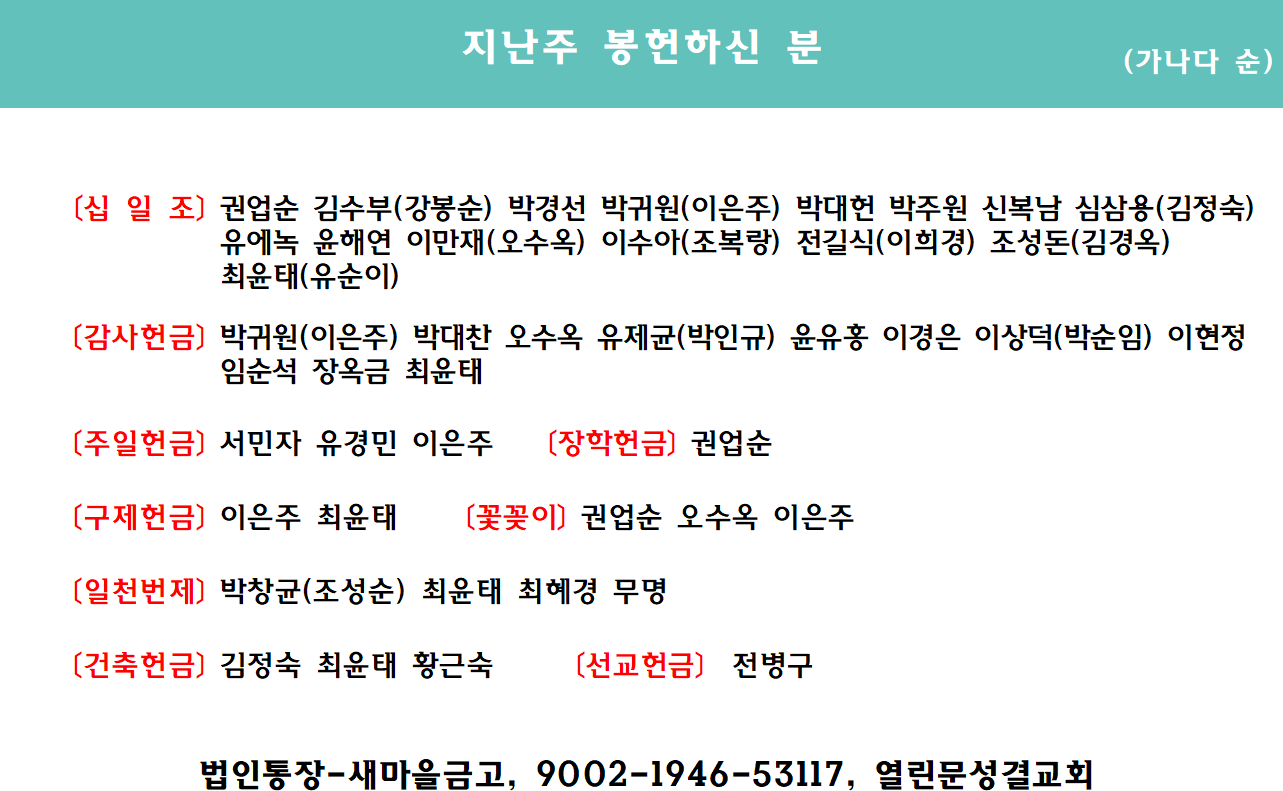 지난주 봉헌하신 분
(가나다 순)
[십 일 조] 권업순 김수부(강봉순) 박경선 박귀원(이은주) 박대헌 박주원 신복남 심삼용(김정숙)
유에녹 윤해연 이만재(오수옥) 이수아(조복랑) 전길식(이희경) 조성돈(김경옥)
최윤태(유순이)
[감사헌금] 박귀원(이은주) 박대찬 오수옥 유제균(박인규) 윤유흥 이경은 이상덕(박순임) 이현정
임순석 장옥금 최윤태
[주일헌금] 서민자 유경민 이은주 [장학헌금] 권업순
[구제헌금] 이은주 최윤태 [꽃꽂이] 권업순 오수옥 이은주
[일천번제] 박창균(조성순) 최윤태 최혜경 무명
[건축헌금] 김정숙 최윤태 황근숙 [선교헌금] 전병구
법인통장-새마을금고, 9002-1946-53117, 열린문성결교회